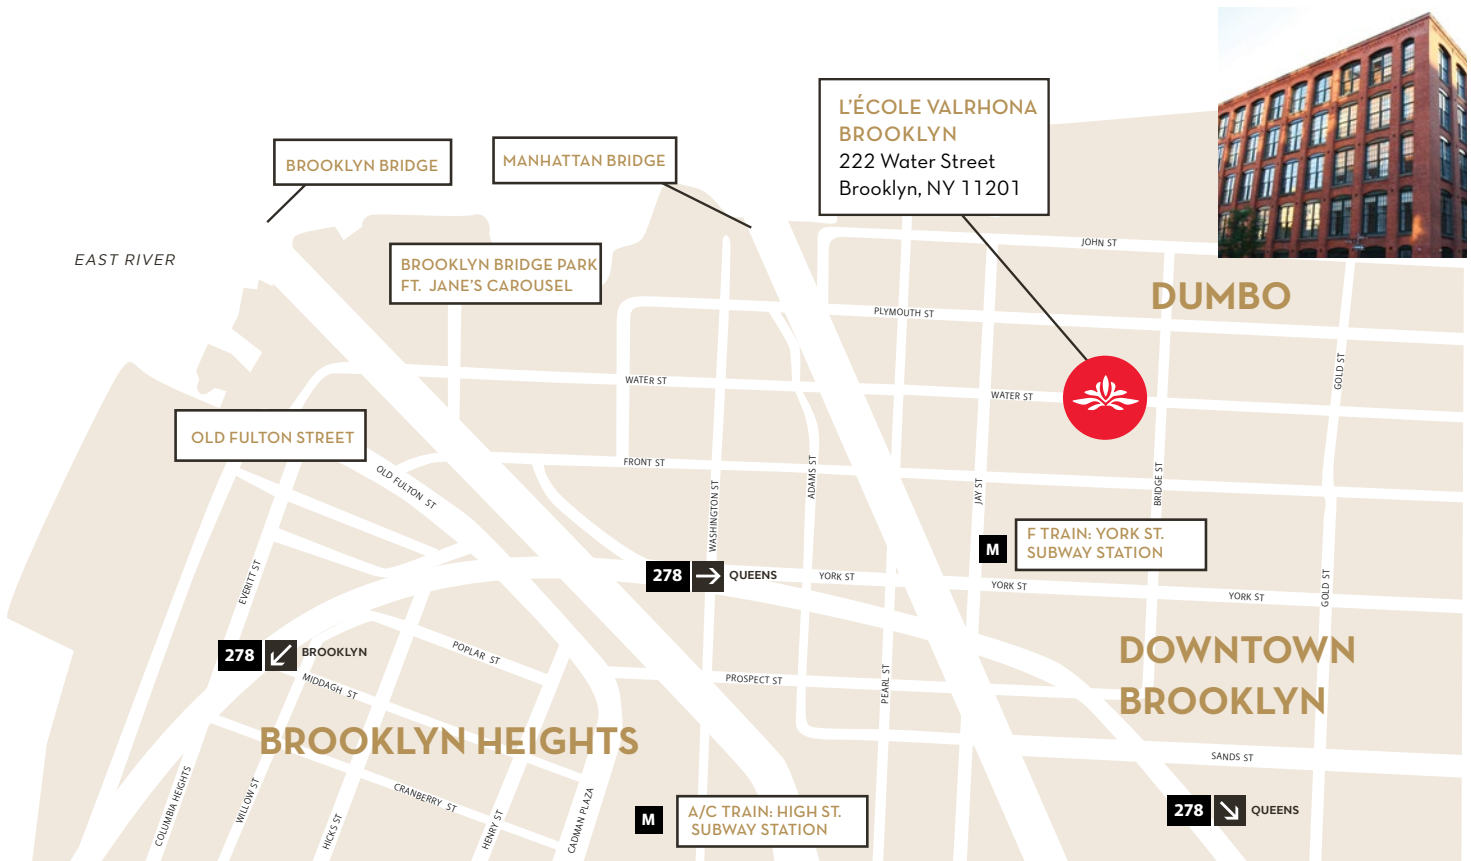 L'ÉCOLE VALRHONA
BROOKLYN
222 Water Street
Brooklyn, NY 11201
BROOKLYN BRIDGE
MANHATTAN BRIDGE
EAST RIVER
BROOKLYN BRIDGE PARK
FT. JANE'S CAROUSEL
JOHN ST
DUMBO
PLYMOUTH ST
GOLD ST
WATER ST
WATER ST
OLD FULTON STREET
OLD FULTON ST
FRONT ST
ADAMS ST
WASHINGTON ST
JAY ST
BRIDGE ST
M
F TRAIN: YORK ST.
SUBWAY STATION
EVERITT ST
278
QUEENS
YORK ST
YORK ST
YORK ST
GOLD ST
278
BROOKLYN
POPLAR ST
MIDDAGH ST
PROSPECT ST
PEARL ST
DOWNTOWN
BROOKLYN
BROOKLYN HEIGHTS
SANDS ST
COLUMBIA HEIGHTS
WILLOW ST
HICKS ST
CRANBERRY ST
HENRY ST
CADMAN PLAZA
M
A/C TRAIN: HIGH ST.
SUBWAY STATION
278
QUEENS